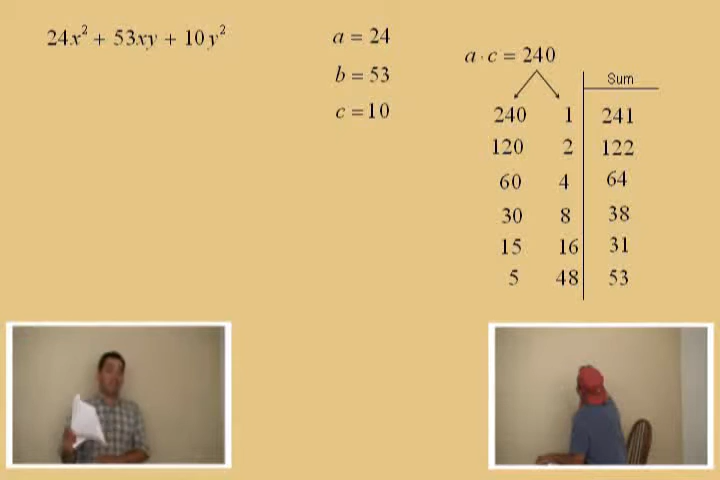 24x² + 53xy + 10y²
a = 24
b = 53
c = 10
a · c = 240
Sum
240 1 241
120 2 122
60 4 64
30 8 38
15 16 31
5 48 53